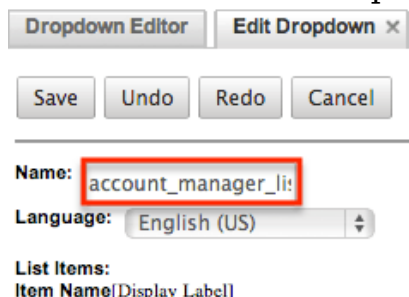 Dropdown Editor Edit Dropdown ×
Save Undo Redo Cancel
Name: account_manager_lis
Language: English (US)
List Items:
Item Name[Display Label]